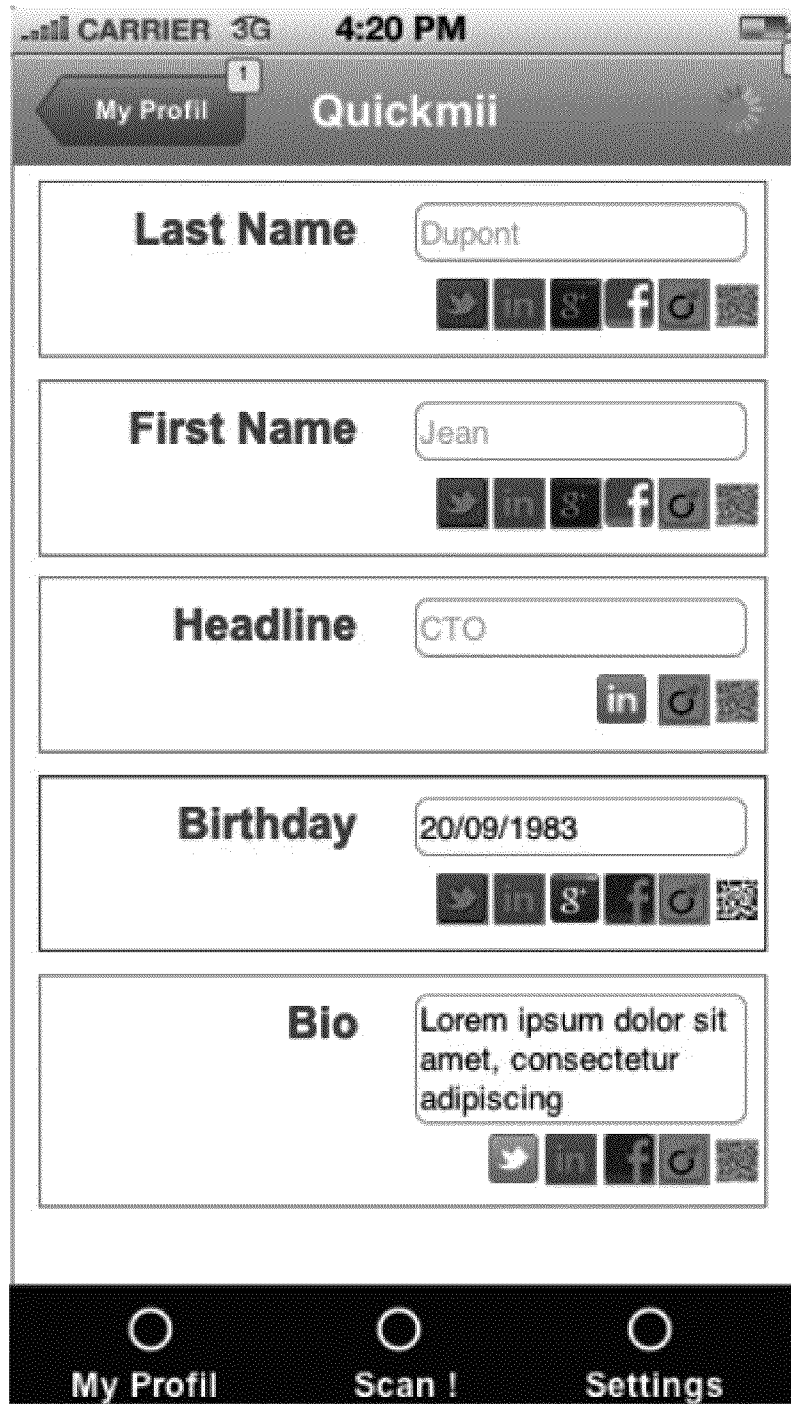 CARRIER 3G 4:20 PM
My Profil 1 Quickmii
Last Name Dupont
in g+ f
First Name Jean
in g+ f
Headline CTO
in
Birthday 20/09/1983
in g+ f
Bio Lorem ipsum dolor sit
amet, consectetur
adipiscing
in f
My Profil Scan ! Settings